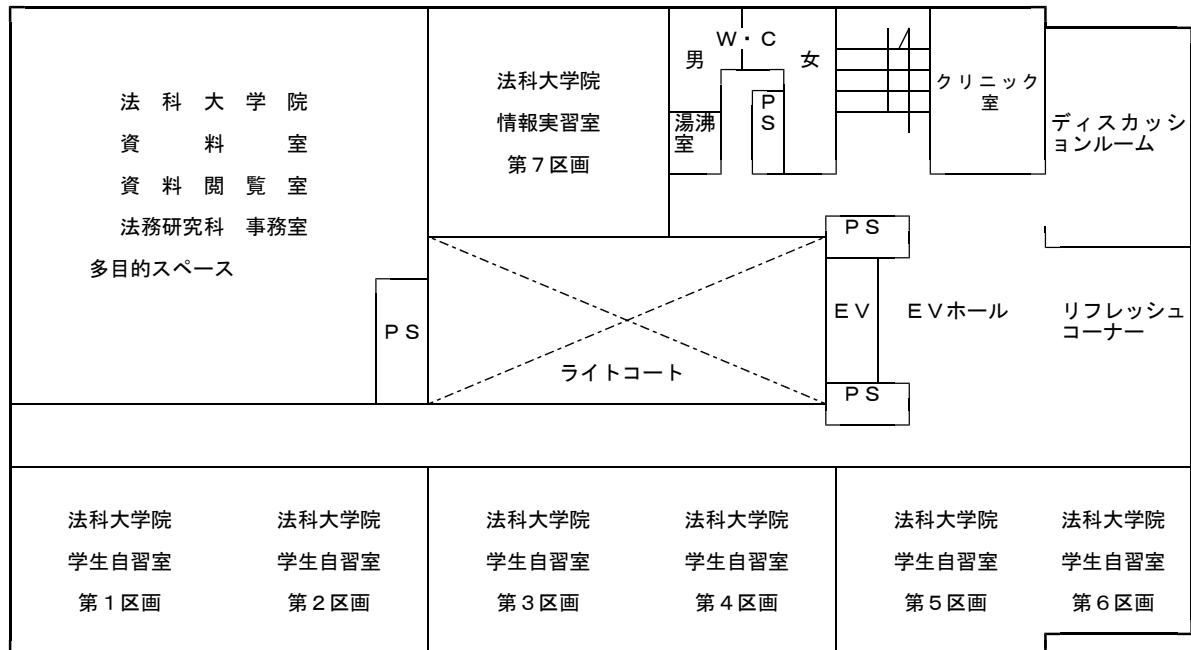 法科大学院
資料室
資料閲覧室
法務研究科 事務室
多目的スペース
ＰＳ
法科大学院
情報実習室
第７区画
Ｗ・Ｃ
男
女
湯沸
室
Ｐ
Ｓ
クリニック
室
ディスカッシ
ョンルーム
ＰＳ
ＥＶ
ＥＶホール
リフレッシュ
コーナー
ＰＳ
ライトコート
法科大学院
学生自習室
第１区画
法科大学院
学生自習室
第２区画
法科大学院
学生自習室
第３区画
法科大学院
学生自習室
第４区画
法科大学院
学生自習室
第５区画
法科大学院
学生自習室
第６区画